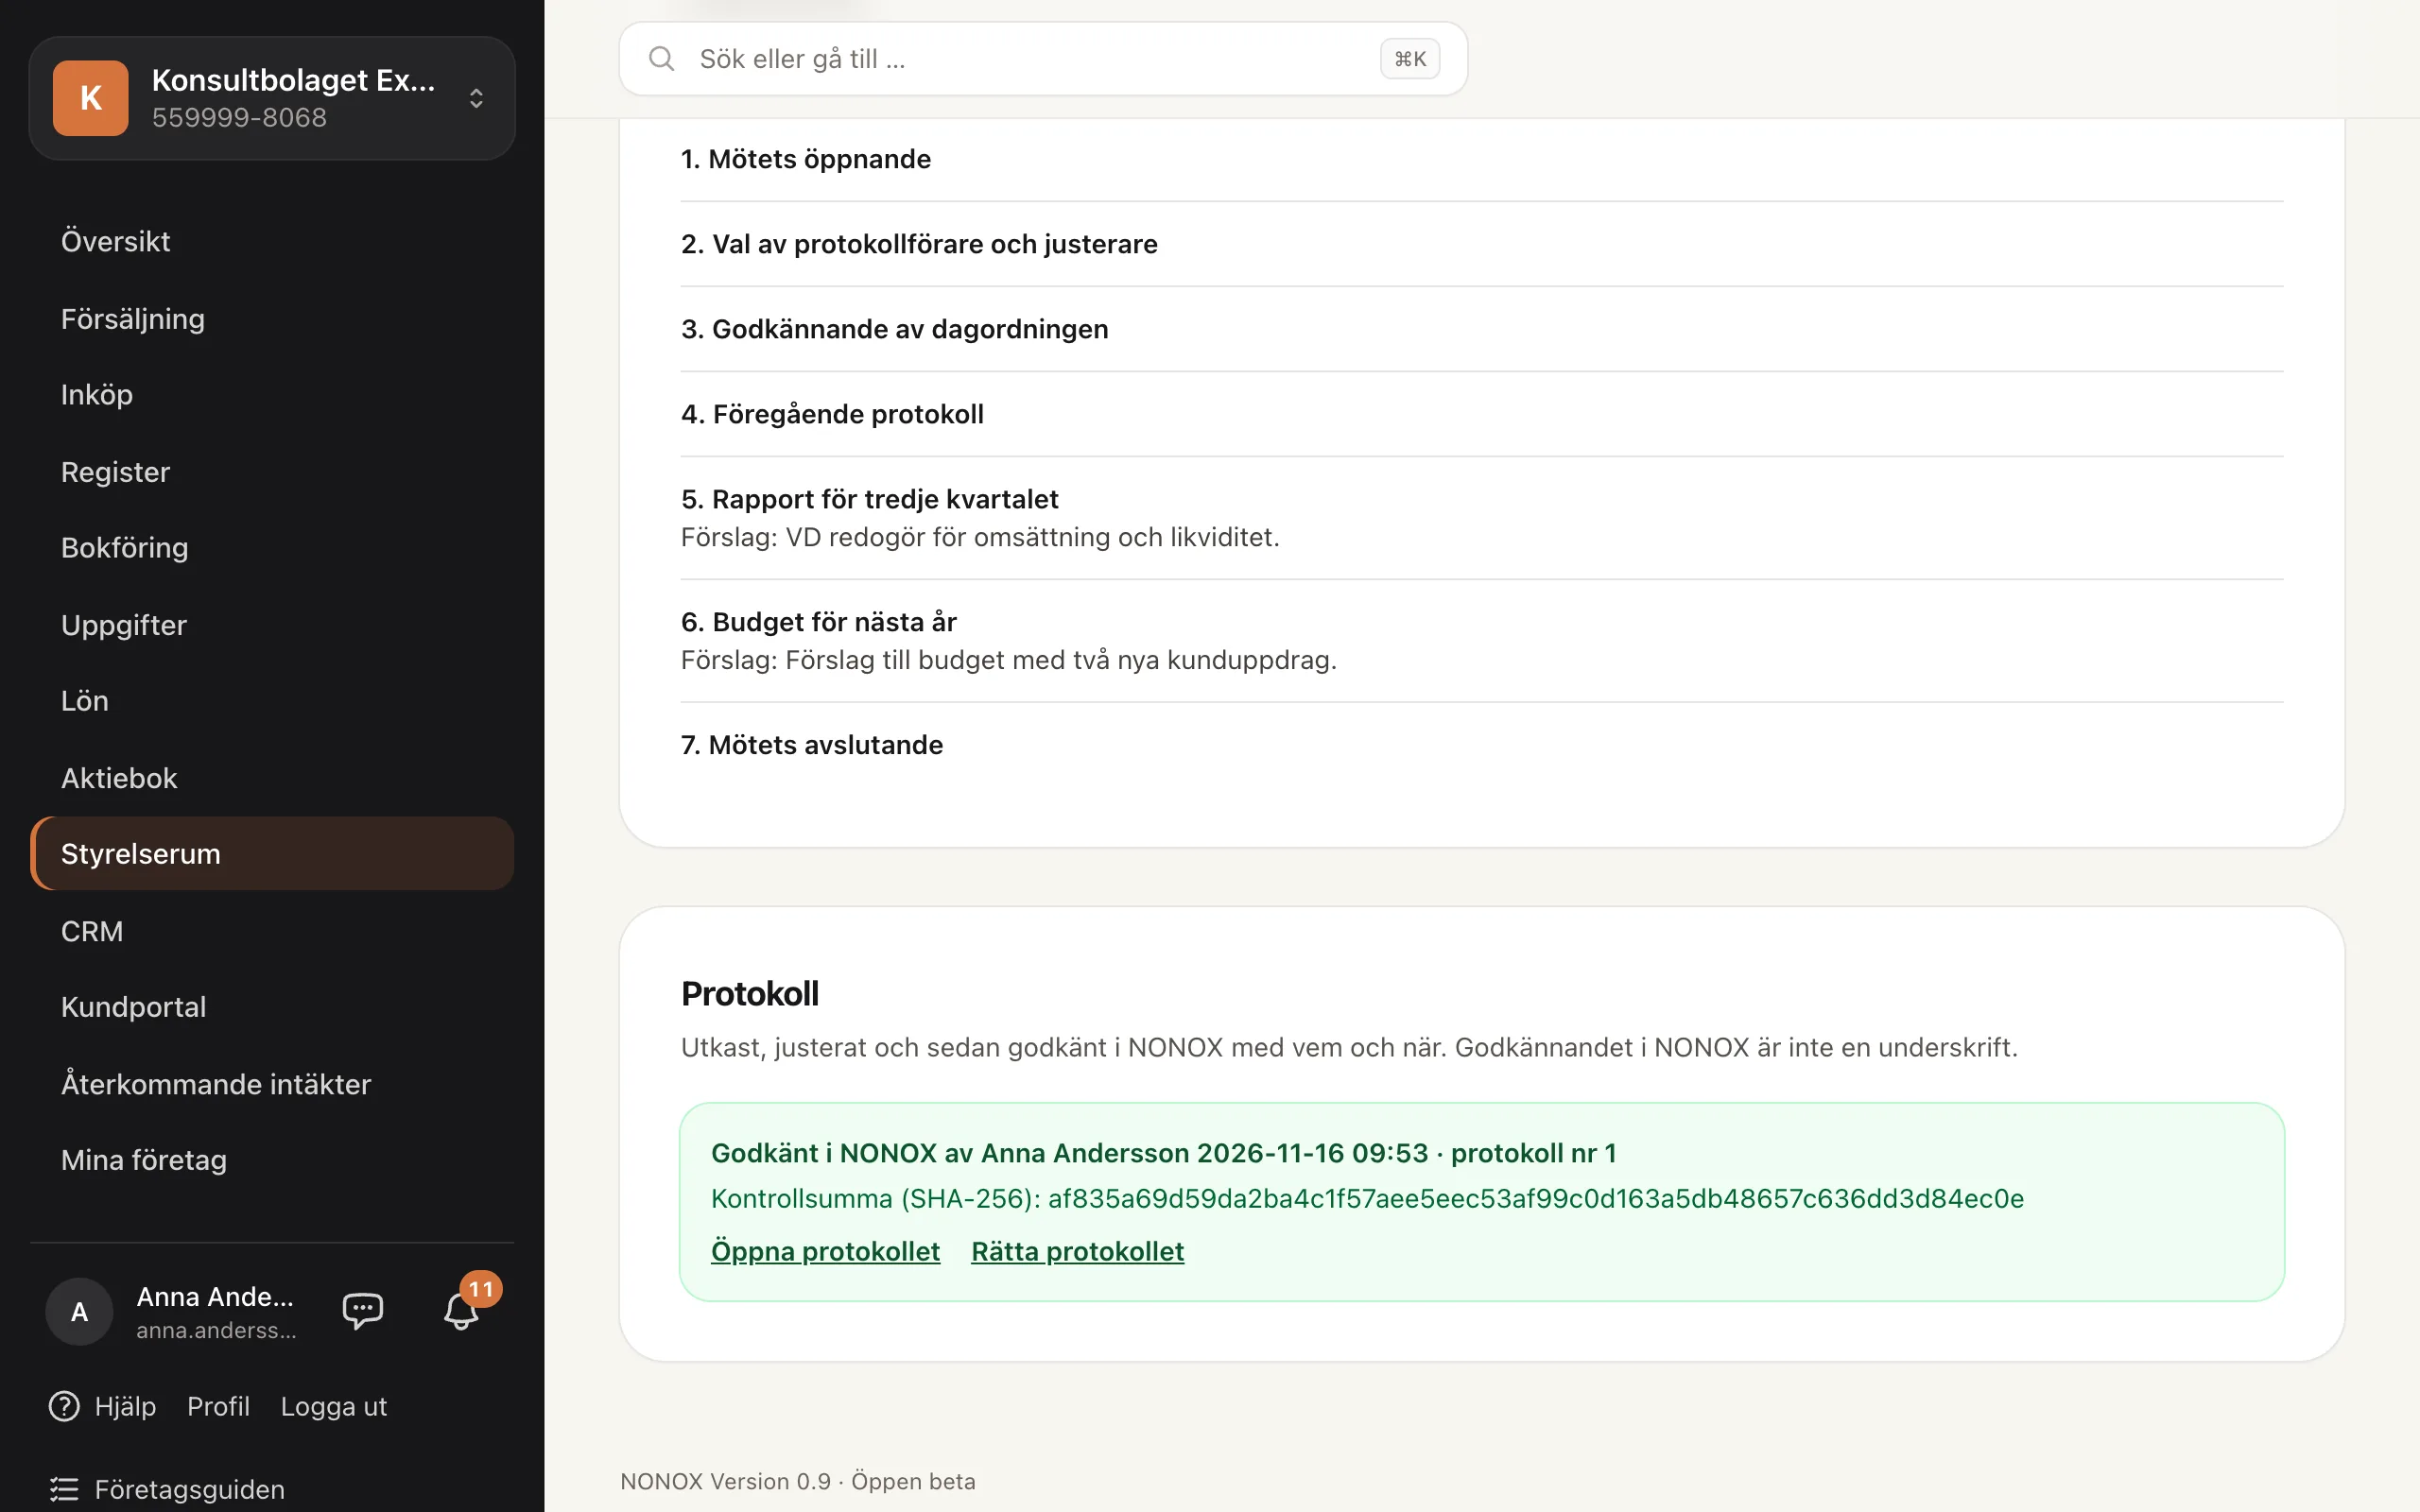 K
Konsultbolaget Ex...
559999-8068
Översikt
Försäljning
Inköp
Register
Bokföring
Uppgifter
Lön
Aktiebok
Styrelserum
CRM
Kundportal
Återkommande intäkter
Mina företag
A
Anna Ande...
anna.anderss...
11
Hjälp
Profil
Logga ut
Företagsguiden
Sök eller gå till ...
⌘K
1. Mötets öppnande
2. Val av protokollförare och justerare
3. Godkännande av dagordningen
4. Föregående protokoll
5. Rapport för tredje kvartalet
Förslag: VD redogör för omsättning och likviditet.
6. Budget för nästa år
Förslag: Förslag till budget med två nya kunduppdrag.
7. Mötets avslutande
Protokoll
Utkast, justerat och sedan godkänt i NONOX med vem och när. Godkännandet i NONOX är inte en underskrift.
Godkänt i NONOX av Anna Andersson 2026-11-16 09:53 · protokoll nr 1
Kontrollsumma (SHA-256): af835a69d59da2ba4c1f57aee5eec53af99c0d163a5db48657c636dd3d84ec0e
Öppna protokollet
Rätta protokollet
NONOX Version 0.9 · Öppen beta